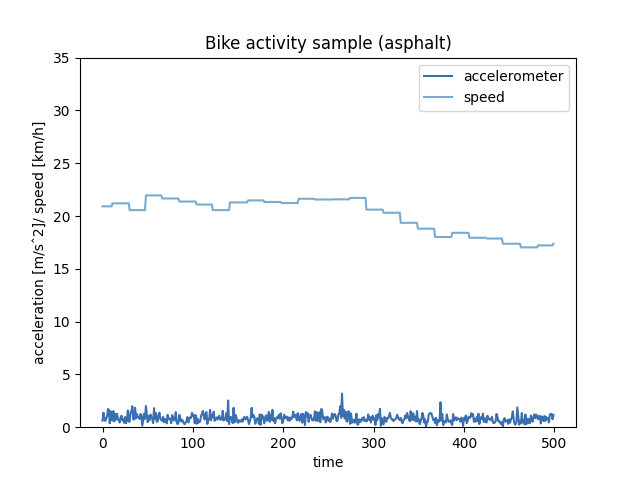 Bike activity sample (asphalt)
accelerometer
speed
acceleration [m/s^2]/ speed [km/h]
35
30
25
20
15
10
5
0
0 100 200 300 400 500
time